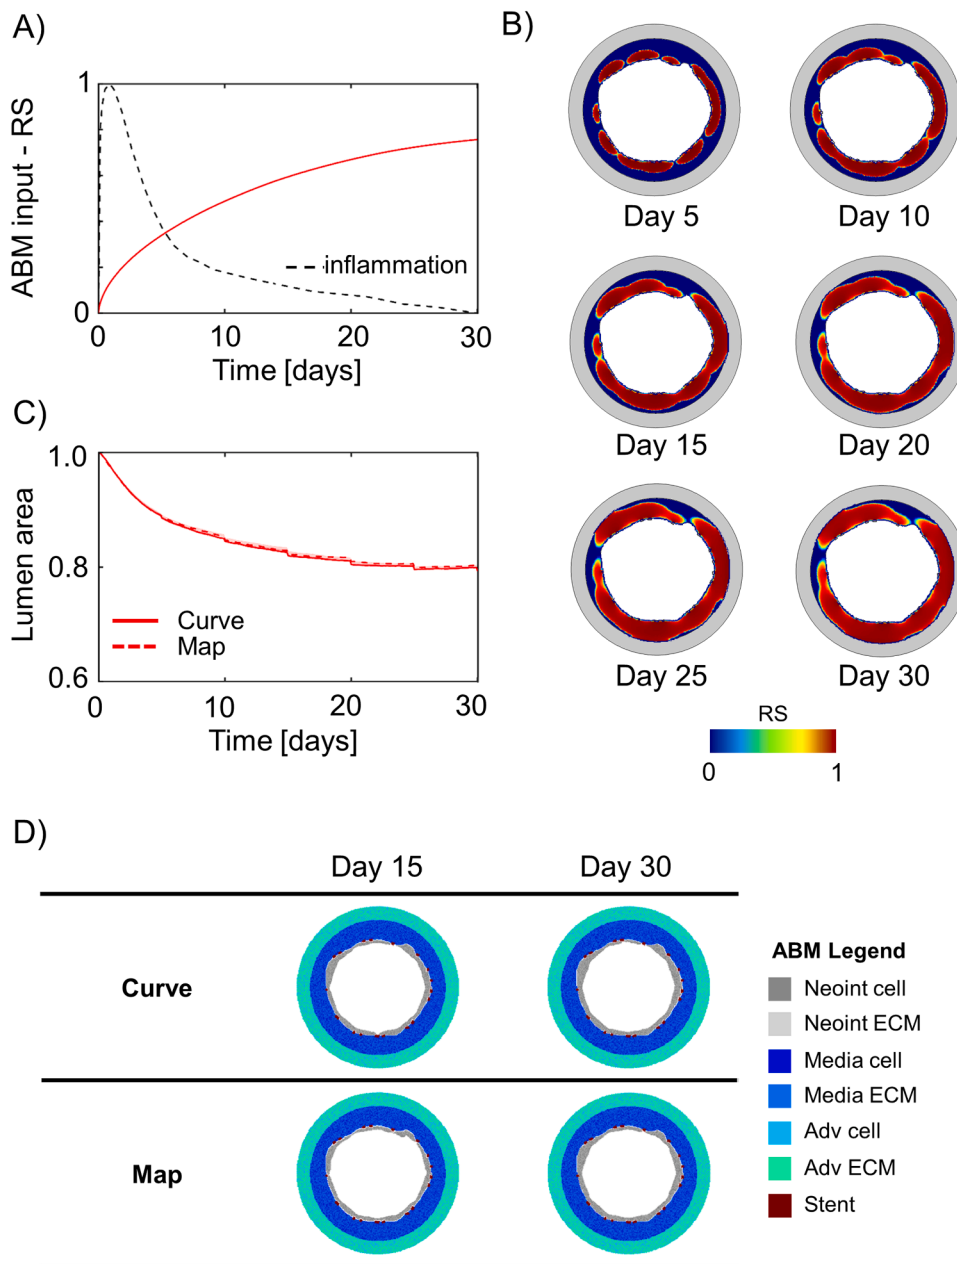 A)
ABM input - RS
1
0
inflammation
0 10 20 30
Time [days]
B)
Day 5 Day 10
Day 15 Day 20
Day 25 Day 30
RS
0 1
C)
Lumen area
1.0
0.8
0.6
Curve
Map
0 10 20 30
Time [days]
D)
Day 15 Day 30
Curve
Map
ABM Legend
Neoint cell
Neoint ECM
Media cell
Media ECM
Adv cell
Adv ECM
Stent